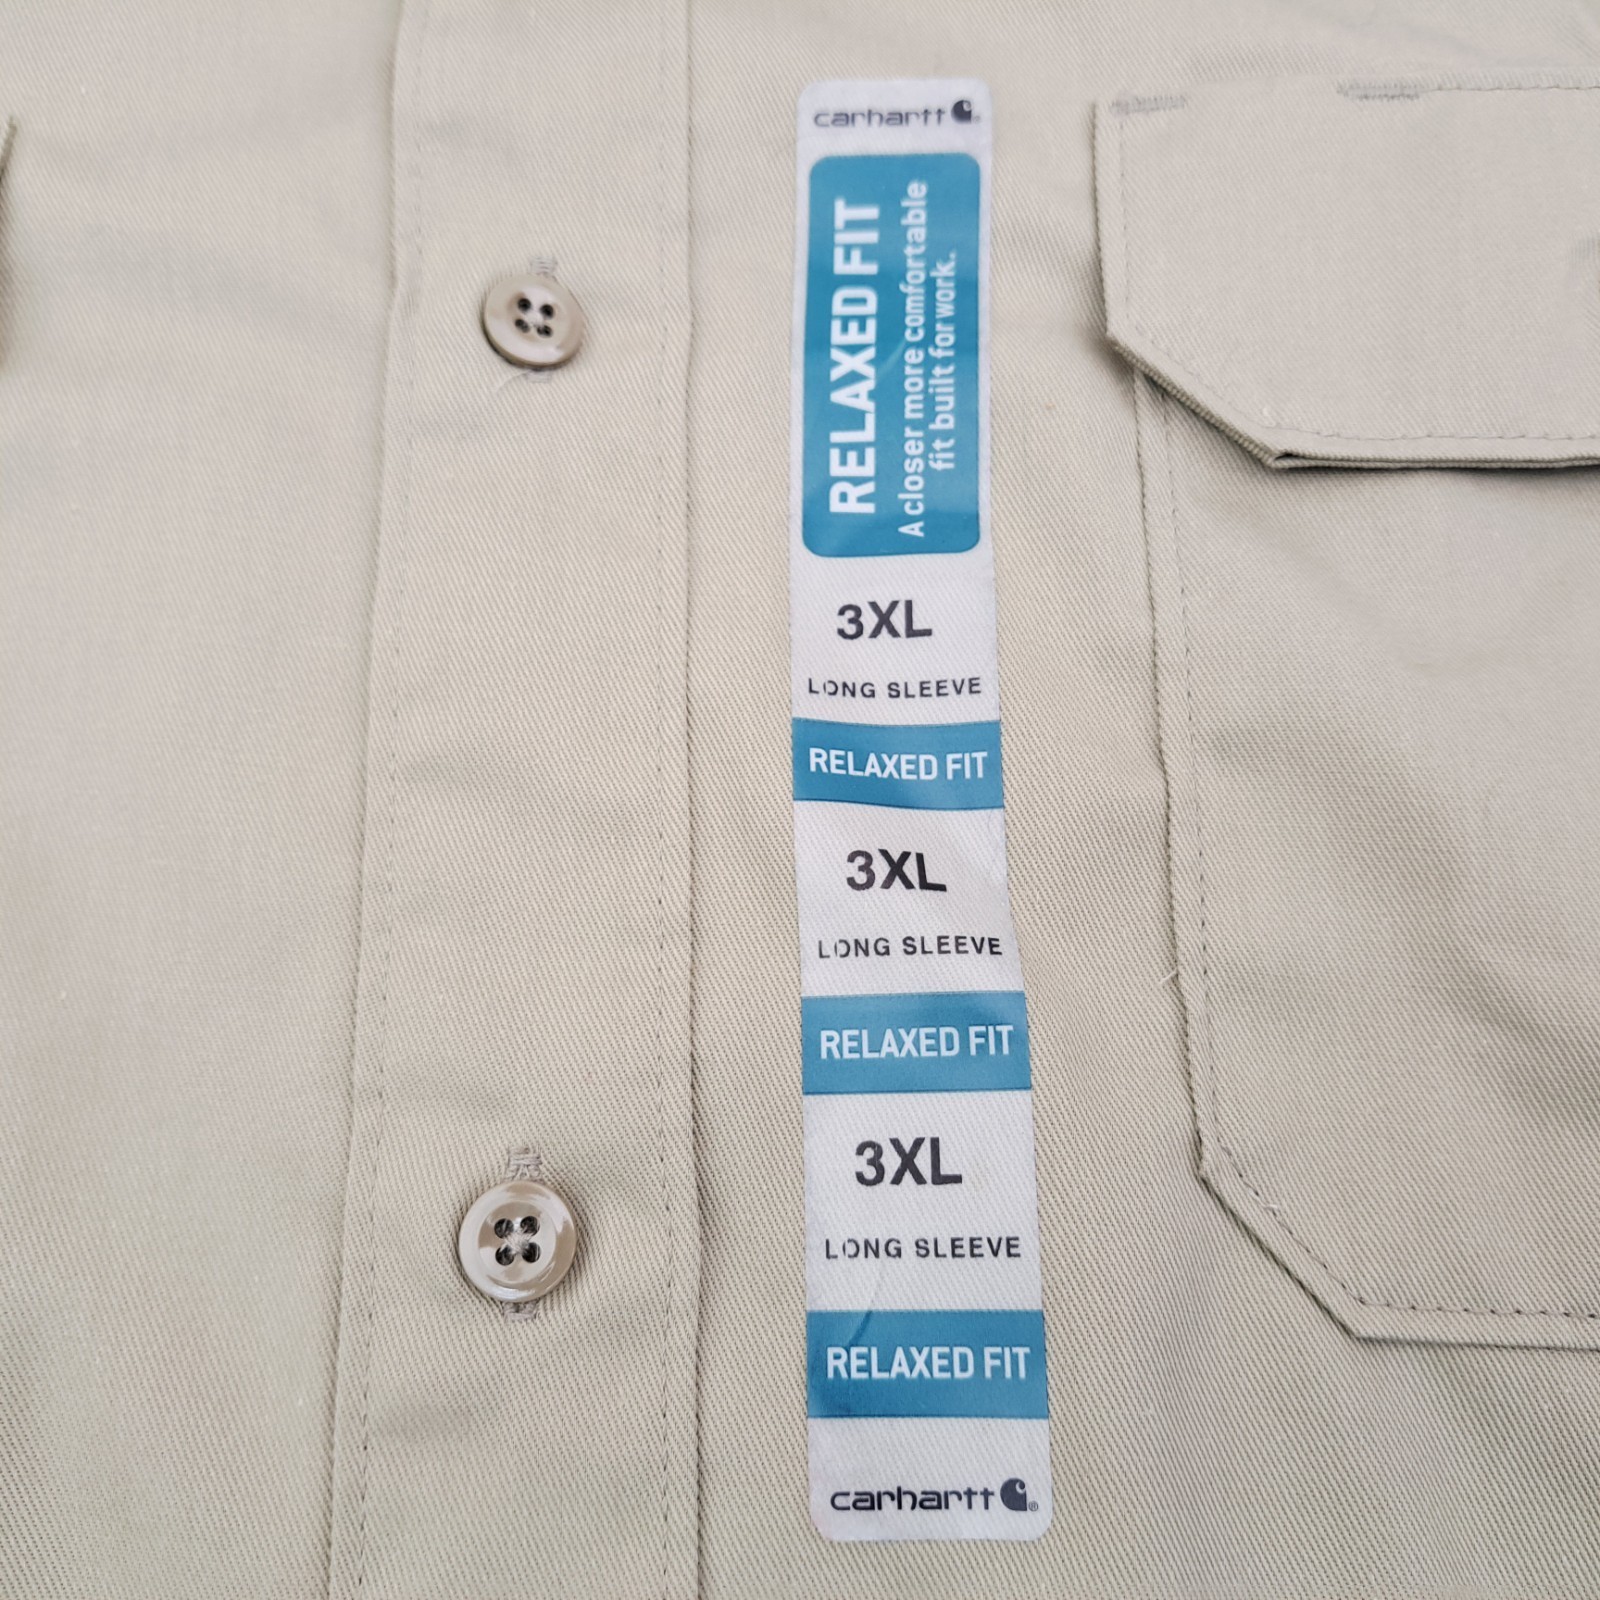 carhartt
RELAXED FIT
A closer more comfortable
fit built for work.
3XL
LONG SLEEVE
RELAXED FIT
3XL
LONG SLEEVE
RELAXED FIT
3XL
LONG SLEEVE
RELAXED FIT
carhartt®